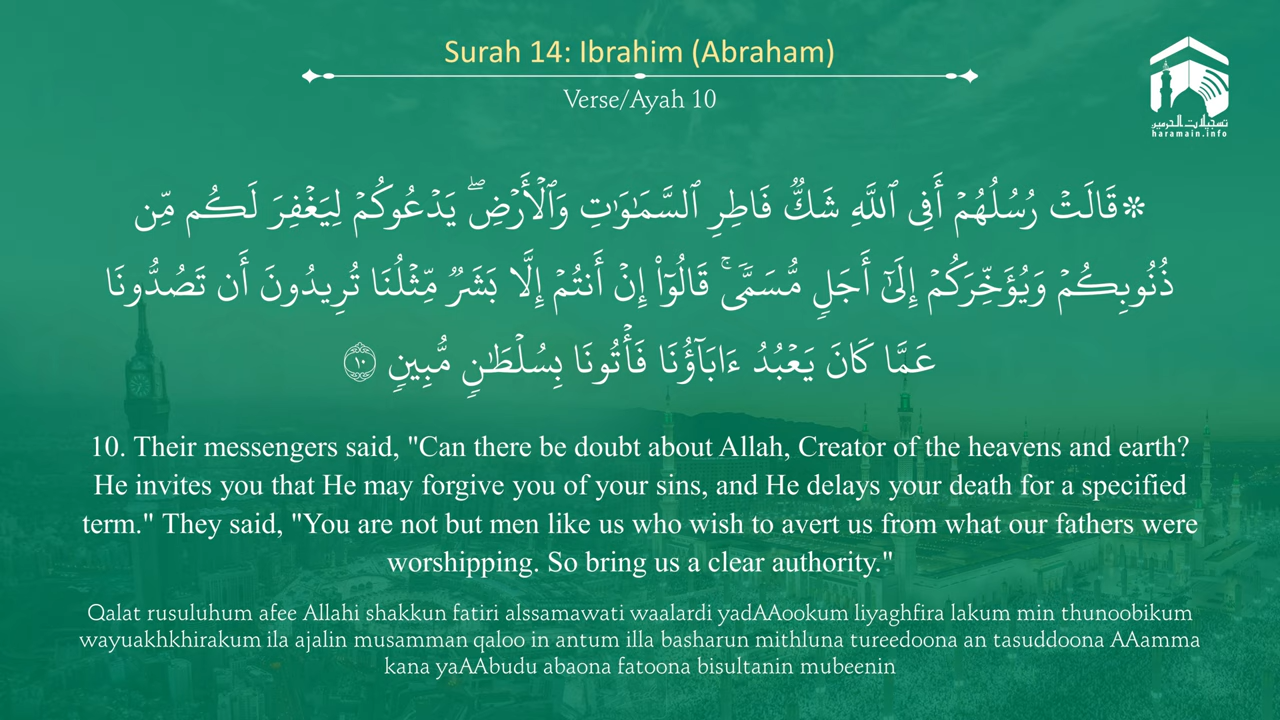 Surah 14: Ibrahim (Abraham)
Verse/Ayah 10
تسجيلات الحرمين
haramain.info
۞ قَالَتْ رُسُلُهُمْ أَفِى ٱللَّهِ شَكٌّ فَاطِرِ ٱلسَّمَـٰوَٰتِ وَٱلْأَرْضِ ۖ يَدْعُوكُمْ لِيَغْفِرَ لَكُم مِّن
ذُنُوبِكُمْ وَيُؤَخِّرَكُمْ إِلَىٰٓ أَجَلٍ مُّسَمًّى ۚ قَالُوٓا۟ إِنْ أَنتُمْ إِلَّا بَشَرٌ مِّثْلُنَا تُرِيدُونَ أَن تَصُدُّونَا
عَمَّا كَانَ يَعْبُدُ ءَابَآؤُنَا فَأْتُونَا بِسُلْطَـٰنٍ مُّبِينٍ ١٠
10. Their messengers said, "Can there be doubt about Allah, Creator of the heavens and earth?
He invites you that He may forgive you of your sins, and He delays your death for a specified
term." They said, "You are not but men like us who wish to avert us from what our fathers were
worshipping. So bring us a clear authority."
Qalat rusuluhum afee Allahi shakkun fatiri alssamawati waalardi yadAAookum liyaghfira lakum min thunoobikum
wayuakhkhirakum ila ajalin musamman qaloo in antum illa basharun mithluna tureedoona an tasuddoona AAamma
kana yaAAbudu abaona fatoona bisultanin mubeenin